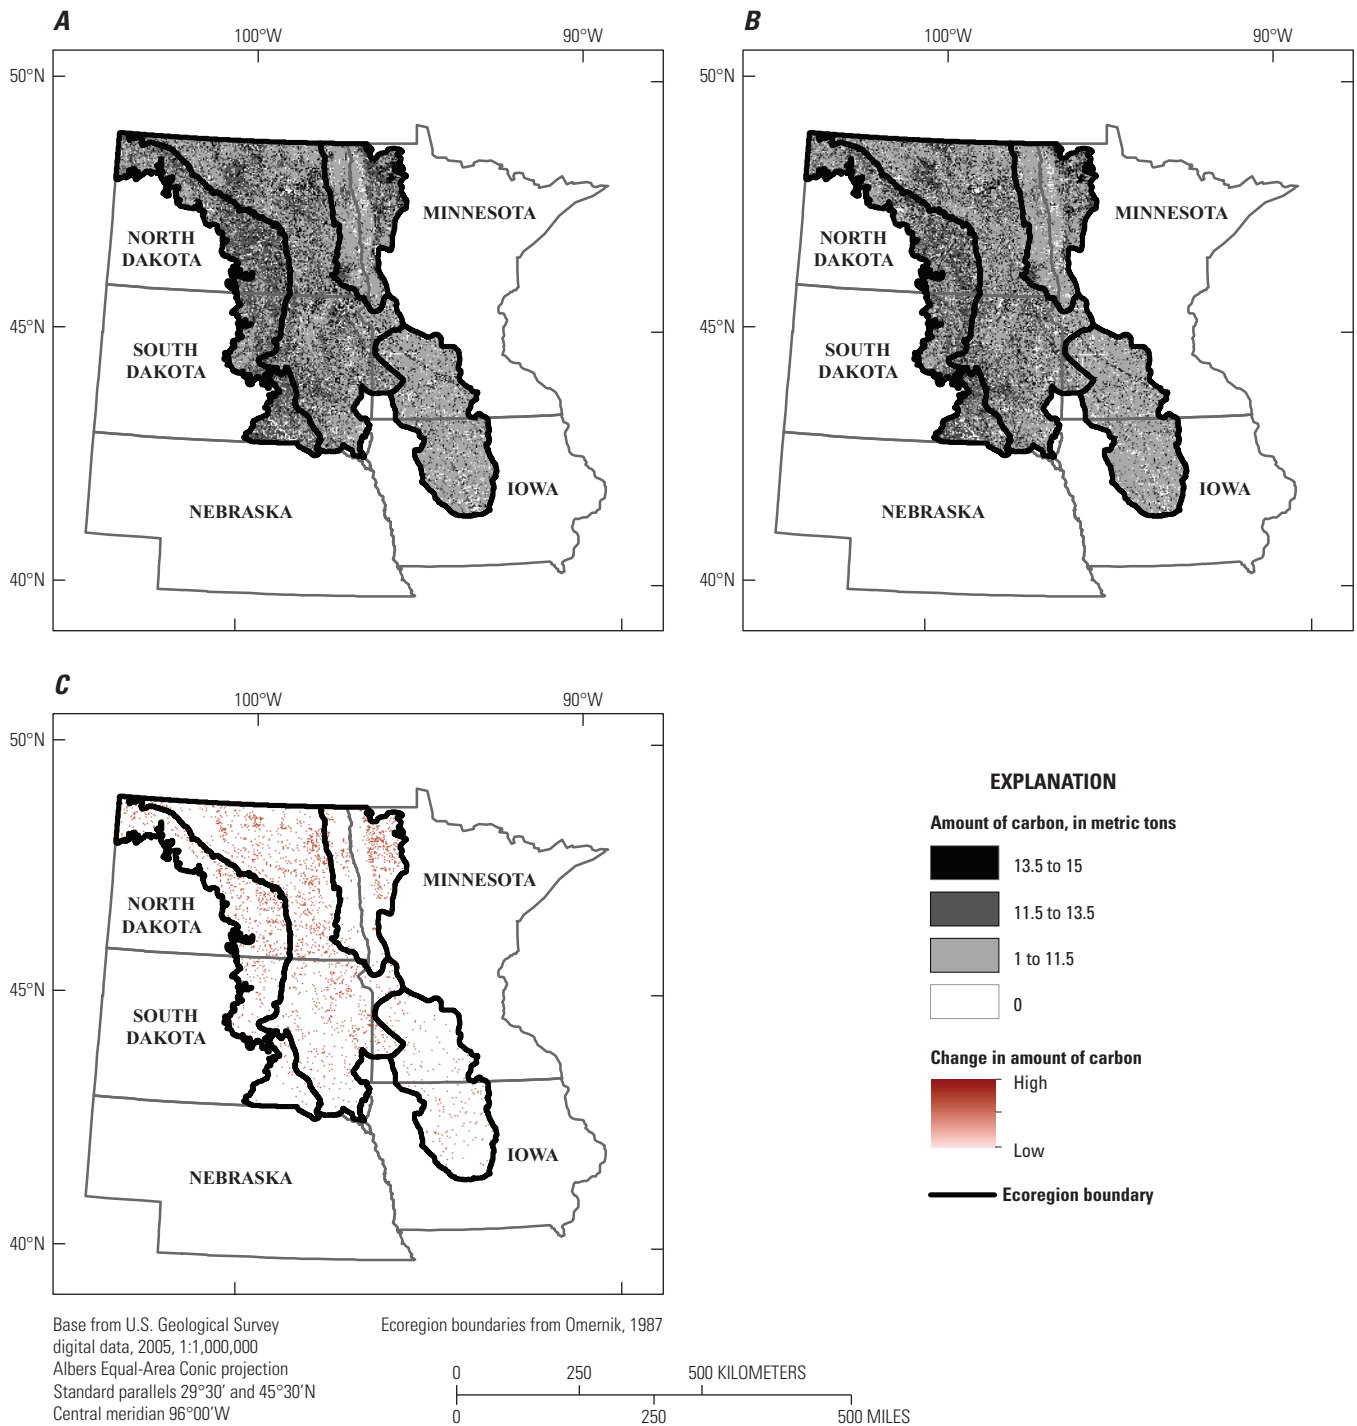 A
100°W
90°W
50°N
45°N
40°N
NORTH
DAKOTA
SOUTH
DAKOTA
NEBRASKA
MINNESOTA
IOWA
B
100°W
90°W
50°N
45°N
40°N
NORTH
DAKOTA
SOUTH
DAKOTA
NEBRASKA
MINNESOTA
IOWA
C
100°W
90°W
50°N
45°N
40°N
NORTH
DAKOTA
SOUTH
DAKOTA
NEBRASKA
MINNESOTA
IOWA
EXPLANATION
Amount of carbon, in metric tons
13.5 to 15
11.5 to 13.5
1 to 11.5
0
Change in amount of carbon
High
Low
Ecoregion boundary
Base from U.S. Geological Survey
digital data, 2005, 1:1,000,000
Albers Equal-Area Conic projection
Standard parallels 29°30' and 45°30'N
Central meridian 96°00'W
Ecoregion boundaries from Omernik, 1987
0 250 500 KILOMETERS
0 250 500 MILES